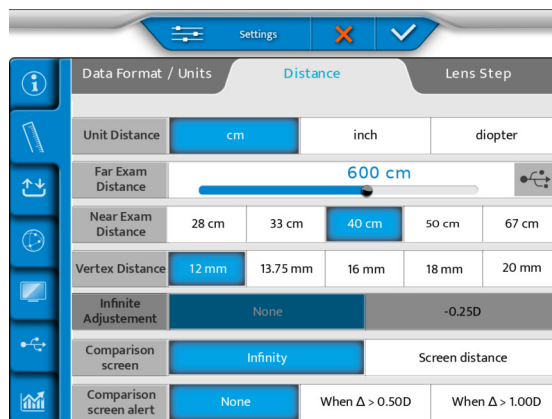 Settings
Data Format / Units Distance Lens Step
Unit Distance cm inch diopter
Far Exam
Distance
600 cm
Near Exam
Distance
28 cm 33 cm 40 cm 50 cm 67 cm
Vertex Distance 12 mm 13.75 mm 16 mm 18 mm 20 mm
Infinite
Adjustement
None -0.25D
Comparison
screen
Infinity Screen distance
Comparison
screen alert
None When Δ > 0.50D When Δ > 1.00D